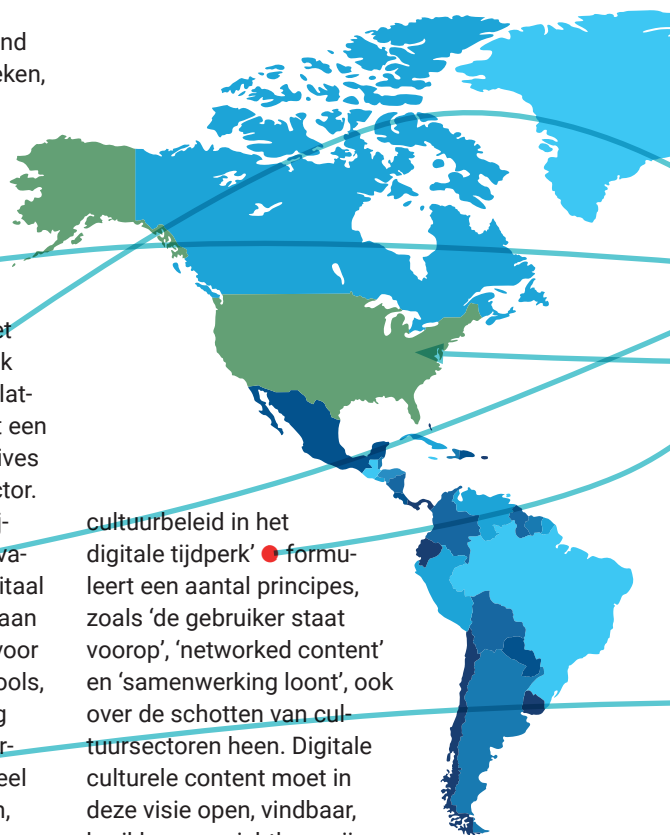 nd
eken,
et
k
lat-
t een
ives
ctor.
j-
va-
itaal
aan
voor
ools,
g
r-
eel
n,
cultuurbeleid in het
digitale tijdperk’ formu-
leert een aantal principes,
zoals ‘de gebruiker staat
voorop’, ‘networked content’
en ‘samenwerking loont’, ook
over de schotten van cul-
tuursectoren heen. Digitale
culturele content moet in
deze visie open, vindbaar,